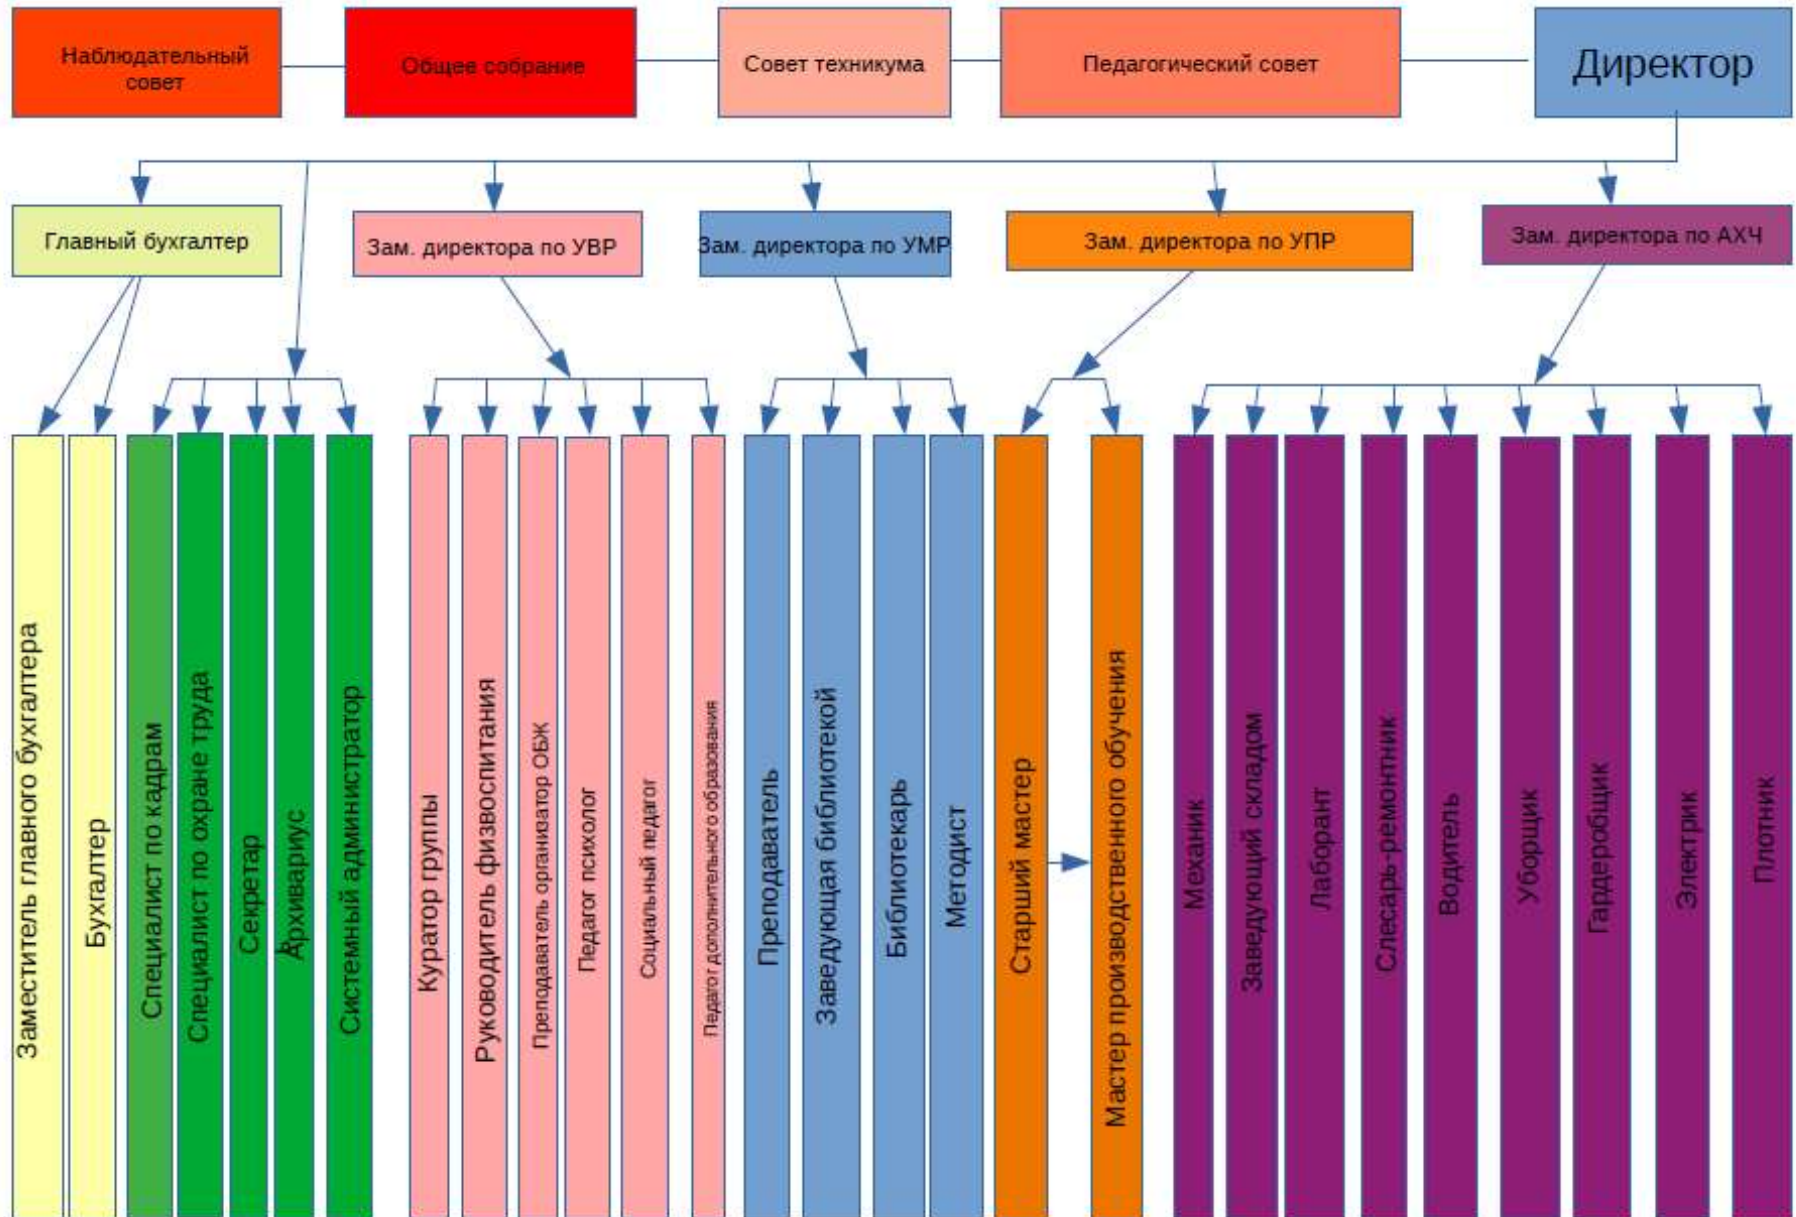 Наблюдательный
совет
Общее собрание
Совет техникума
Педагогический совет
Директор
Главный бухгалтер
Зам. директора по УВР
Зам. директора по УМР
Зам. директора по УПР
Зам. директора по АХЧ
Заместитель главного бухгалтера
Бухгалтер
Специалист по кадрам
Специалист по охране труда
Секретар
Архивариус
Системный администратор
Куратор группы
Руководитель физвоспитания
Преподаватель организатор ОБЖ
Педагог психолог
Социальный педагог
Педагог дополнительного образования
Преподаватель
Заведующая библиотекой
Библиотекарь
Методист
Старший мастер
Мастер производственного обучения
Механик
Заведующий складом
Лаборант
Слесарь-ремонтник
Водитель
Уборщик
Гардеробщик
Электрик
Плотник